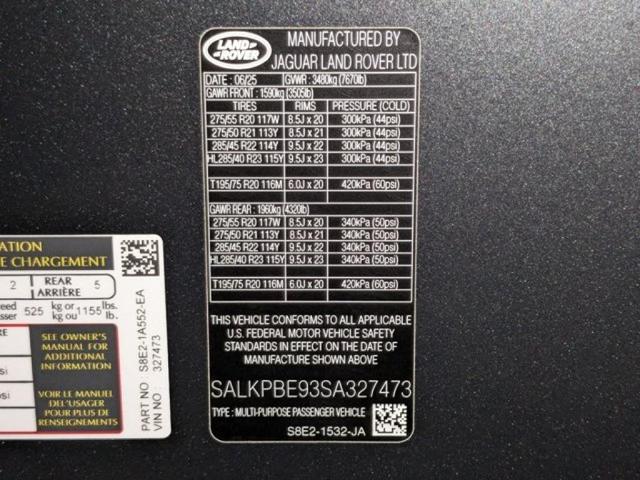 LAND ROVER
MANUFACTURED BY
JAGUAR LAND ROVER LTD
DATE : 06/25 GVWR : 3480kg (7670lb)
GAWR FRONT : 1590kg (3505lb)
TIRES RIMS PRESSURE (COLD)
275/55 R20 117W 8.5J x 20 300kPa (44psi)
275/50 R21 113Y 8.5J x 21 300kPa (44psi)
285/45 R22 114Y 9.5J x 22 300kPa (44psi)
HL285/40 R23 115Y 9.5J x 23 300kPa (44psi)
T195/75 R20 116M 6.0J x 20 420kPa (60psi)
GAWR REAR : 1960kg (4320lb)
275/55 R20 117W 8.5J x 20 340kPa (50psi)
275/50 R21 113Y 8.5J x 21 340kPa (50psi)
285/45 R22 114Y 9.5J x 22 340kPa (50psi)
HL285/40 R23 115Y 9.5J x 23 340kPa (50psi)
T195/75 R20 116M 6.0J x 20 420kPa (60psi)
THIS VEHICLE CONFORMS TO ALL APPLICABLE
U.S. FEDERAL MOTOR VEHICLE SAFETY
STANDARDS IN EFFECT ON THE DATE OF
MANUFACTURE SHOWN ABOVE
SALKPBE93SA327473
TYPE : MULTI-PURPOSE PASSENGER VEHICLE
S8E2-1532-JA
ATION
E CHARGEMENT
2 REAR ARRIÈRE 5
525 kg or kg ou 1155 lbs. lb.
SEE OWNER'S
MANUAL FOR
ADDITIONAL
INFORMATION
VOIR LE MANUEL
DEL'USAGER
POUR PLUS DE
RENSEIGNEMENTS
PART NO S8E2-1A552-EA
VIN NO : 327473